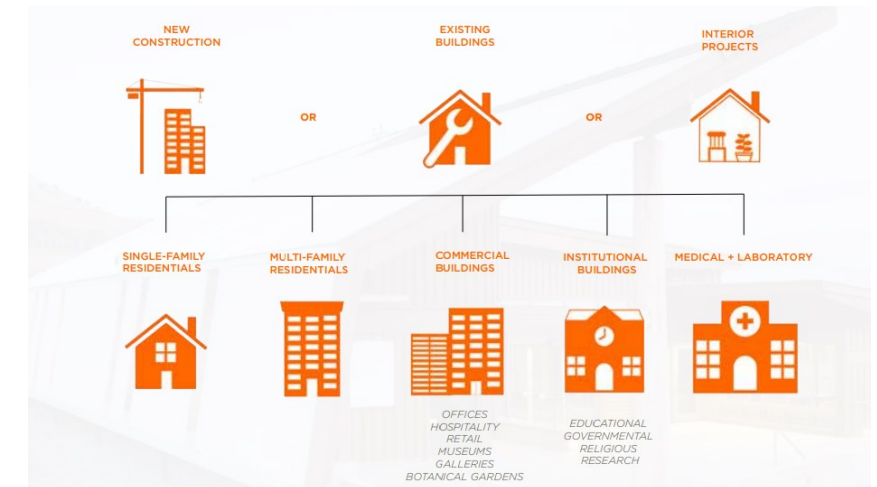 NEW
CONSTRUCTION
EXISTING
BUILDINGS
INTERIOR
PROJECTS
OR
OR
SINGLE-FAMILY
RESIDENTIALS
MULTI-FAMILY
RESIDENTIALS
COMMERCIAL
BUILDINGS
INSTITUTIONAL
BUILDINGS
MEDICAL + LABORATORY
OFFICES
HOSPITALITY
RETAIL
MUSEUMS
GALLERIES
BOTANICAL GARDENS
EDUCATIONAL
GOVERNMENTAL
RELIGIOUS
RESEARCH